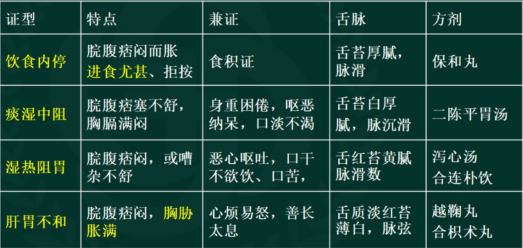 证型 特点 兼证 舌脉 方剂
饮食内停 脘腹痞闷而胀 进食尤甚、拒按 食积证 舌苔厚腻，脉滑 保和丸
痰湿中阻 脘腹痞塞不舒，胸膈满闷 身重困倦，呕恶纳呆，口淡不渴 舌苔白厚腻，脉沉滑 二陈平胃汤
湿热阻胃 脘腹痞闷，或嘈杂不舒 恶心呕吐，口干不欲饮、口苦， 舌红苔黄腻脉滑数 泻心汤合连朴饮
肝胃不和 脘腹痞闷，胸胁胀满 心烦易怒，善长太息 舌质淡红苔薄白，脉弦 越鞠丸合枳术丸